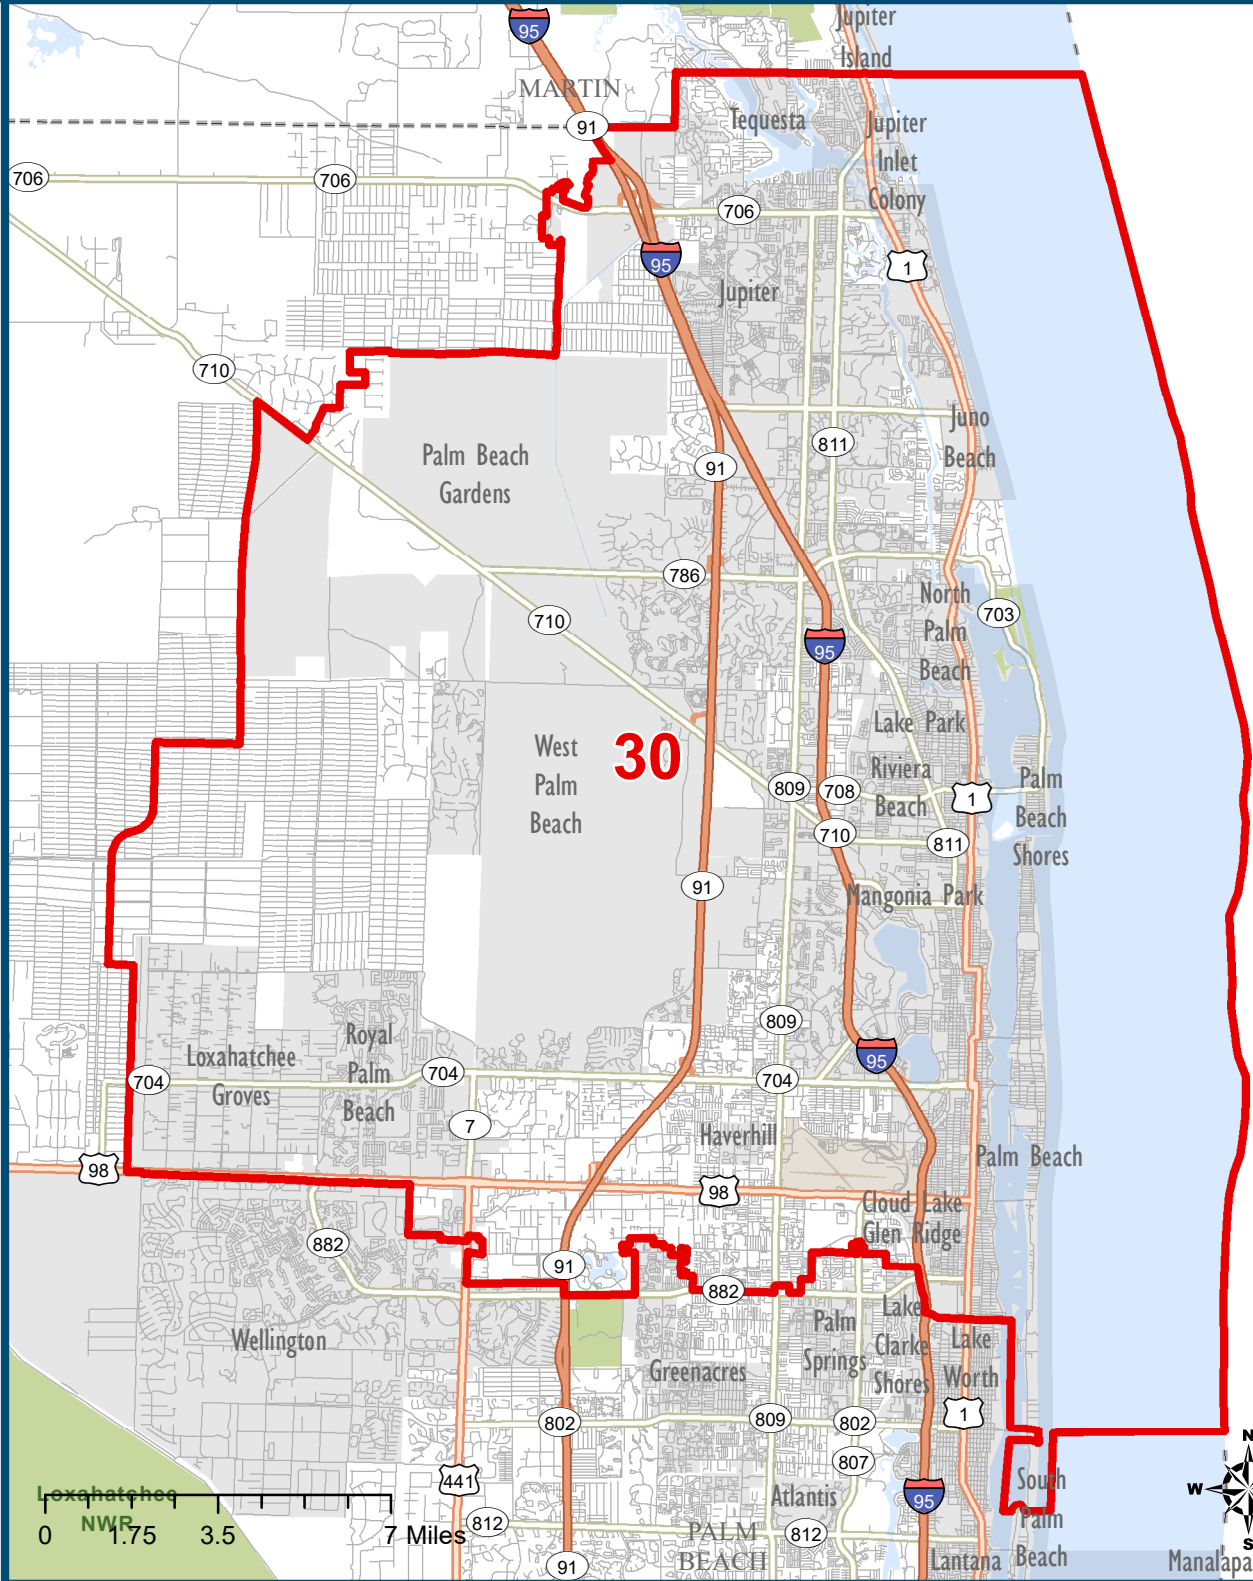 Jupiter
Island
95
MARTIN
91
Tequesta
Jupiter
Inlet
Colony
706
706
706
95
1
Jupiter
710
Juno
Beach
811
Palm Beach
Gardens
91
786
710
North
Palm
Beach
703
95
Lake Park
West
Palm
Beach
30
Riviera
Beach
809
708
1
Palm
Beach
Shores
710
811
91
Mangonia Park
809
Royal
Palm
Beach
Loxahatchee
Groves
95
704
704
704
7
Haverhill
Palm Beach
98
98
Cloud Lake
Glen Ridge
882
91
882
Lake
Clarke
Shores
Palm
Springs
Wellington
Lake
Worth
Greenacres
1
802
809
802
807
441
South
Palm
Beach
95
Atlantis
N
W
S
Loxahatchee
NWR
0
1.75
3.5
7 Miles
812
PALM
BEACH
812
91
Lantana
Manalapa